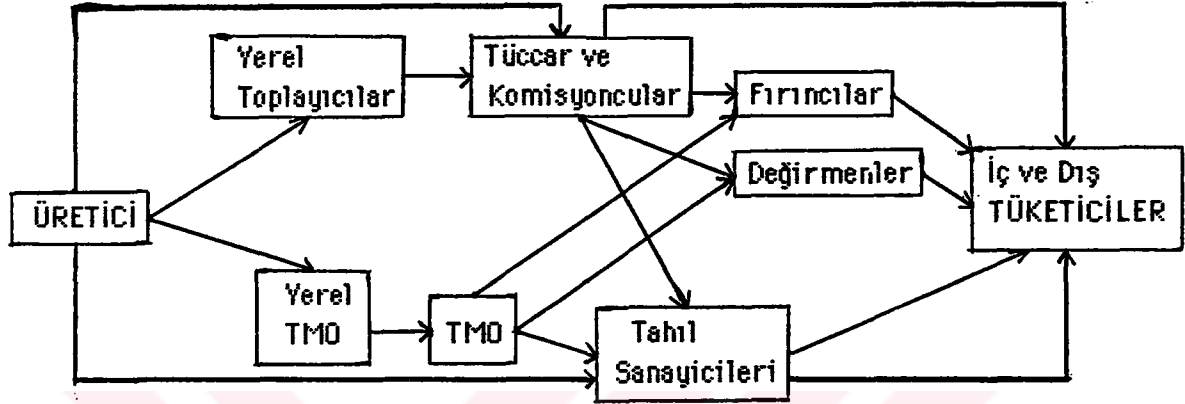 Yerel
Toplayıcılar
Tüccar ve
Komisyoncular
Fırıncılar
Değirmenler
İç ve Dış
TÜKETİCİLER
ÜRETİCİ
Yerel
TMO
TMO
Tahıl
Sanayicileri